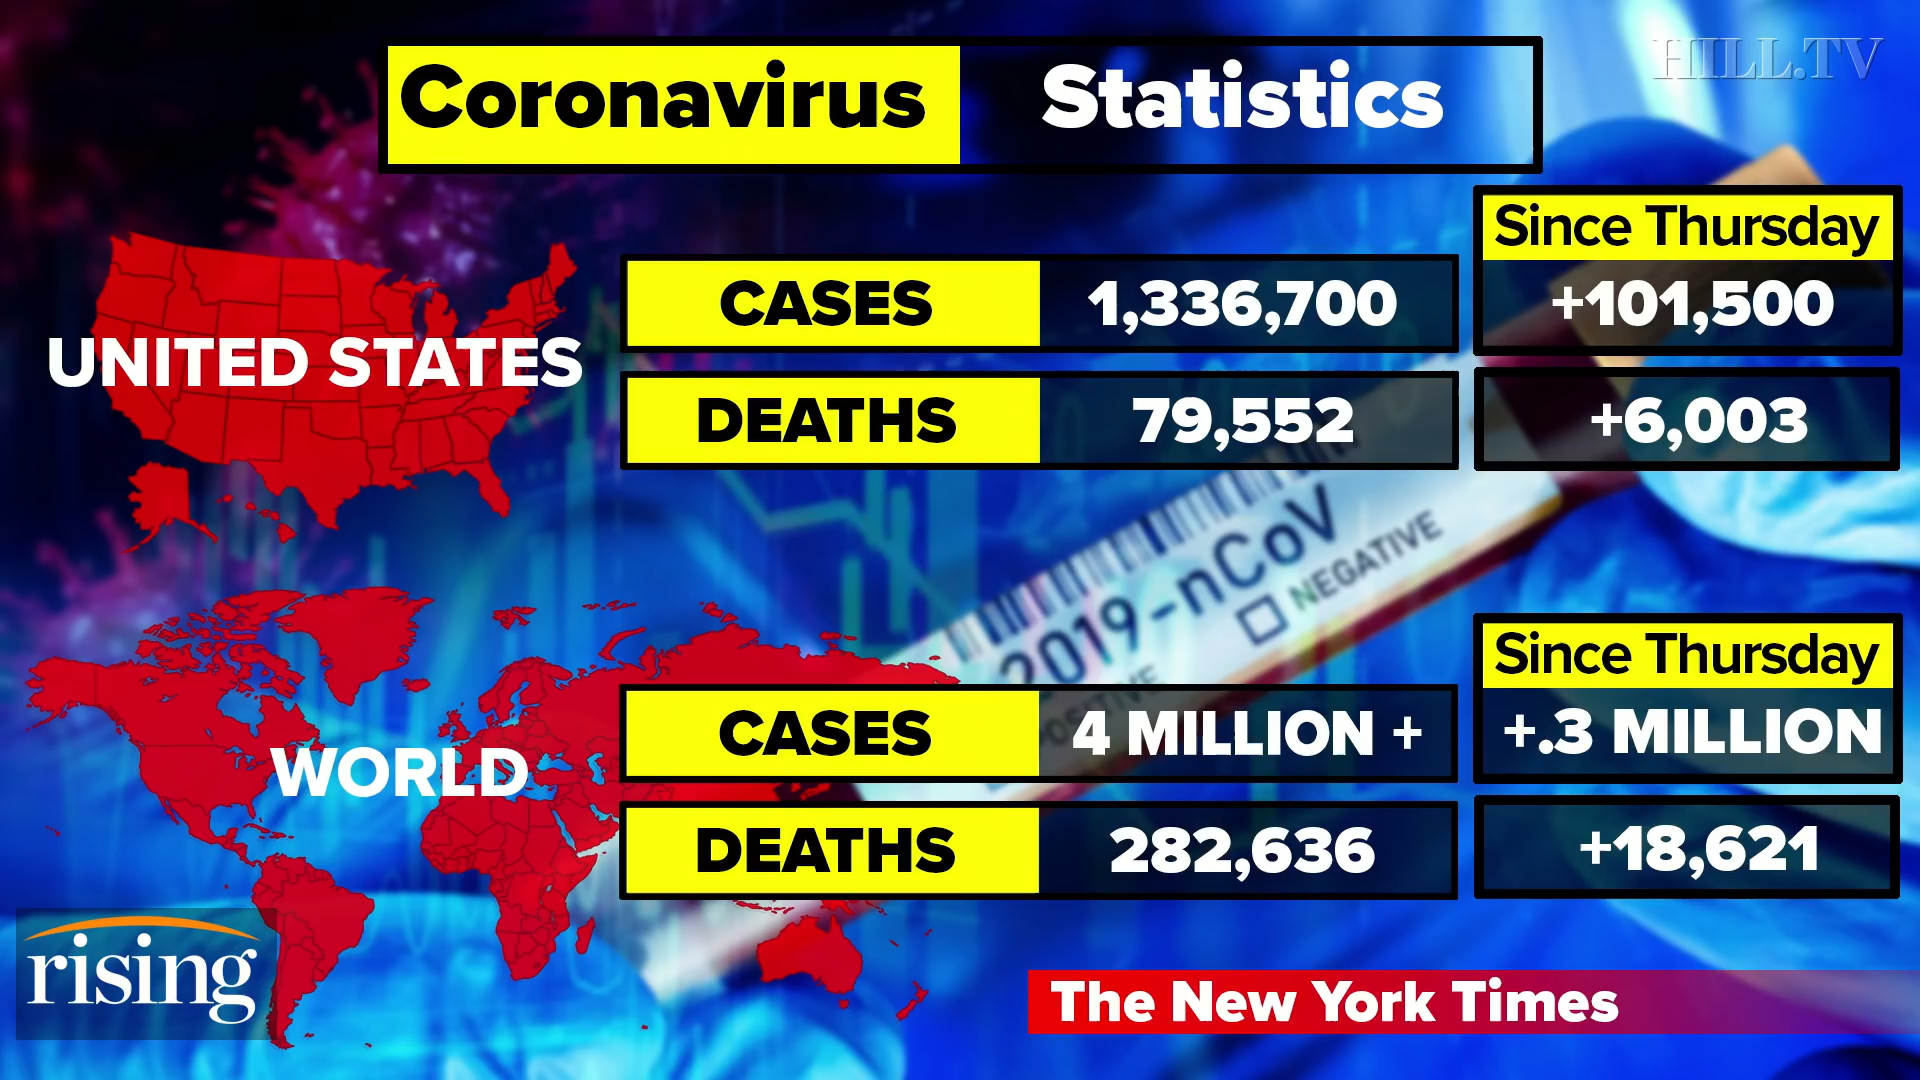 HILL.TV
Coronavirus Statistics
Since Thursday
UNITED STATES
CASES 1,336,700 +101,500
DEATHS 79,552 +6,003
2019-nCoV
NEGATIVE
POSITIVE
Since Thursday
WORLD
CASES 4 MILLION + +.3 MILLION
DEATHS 282,636 +18,621
rising
The New York Times